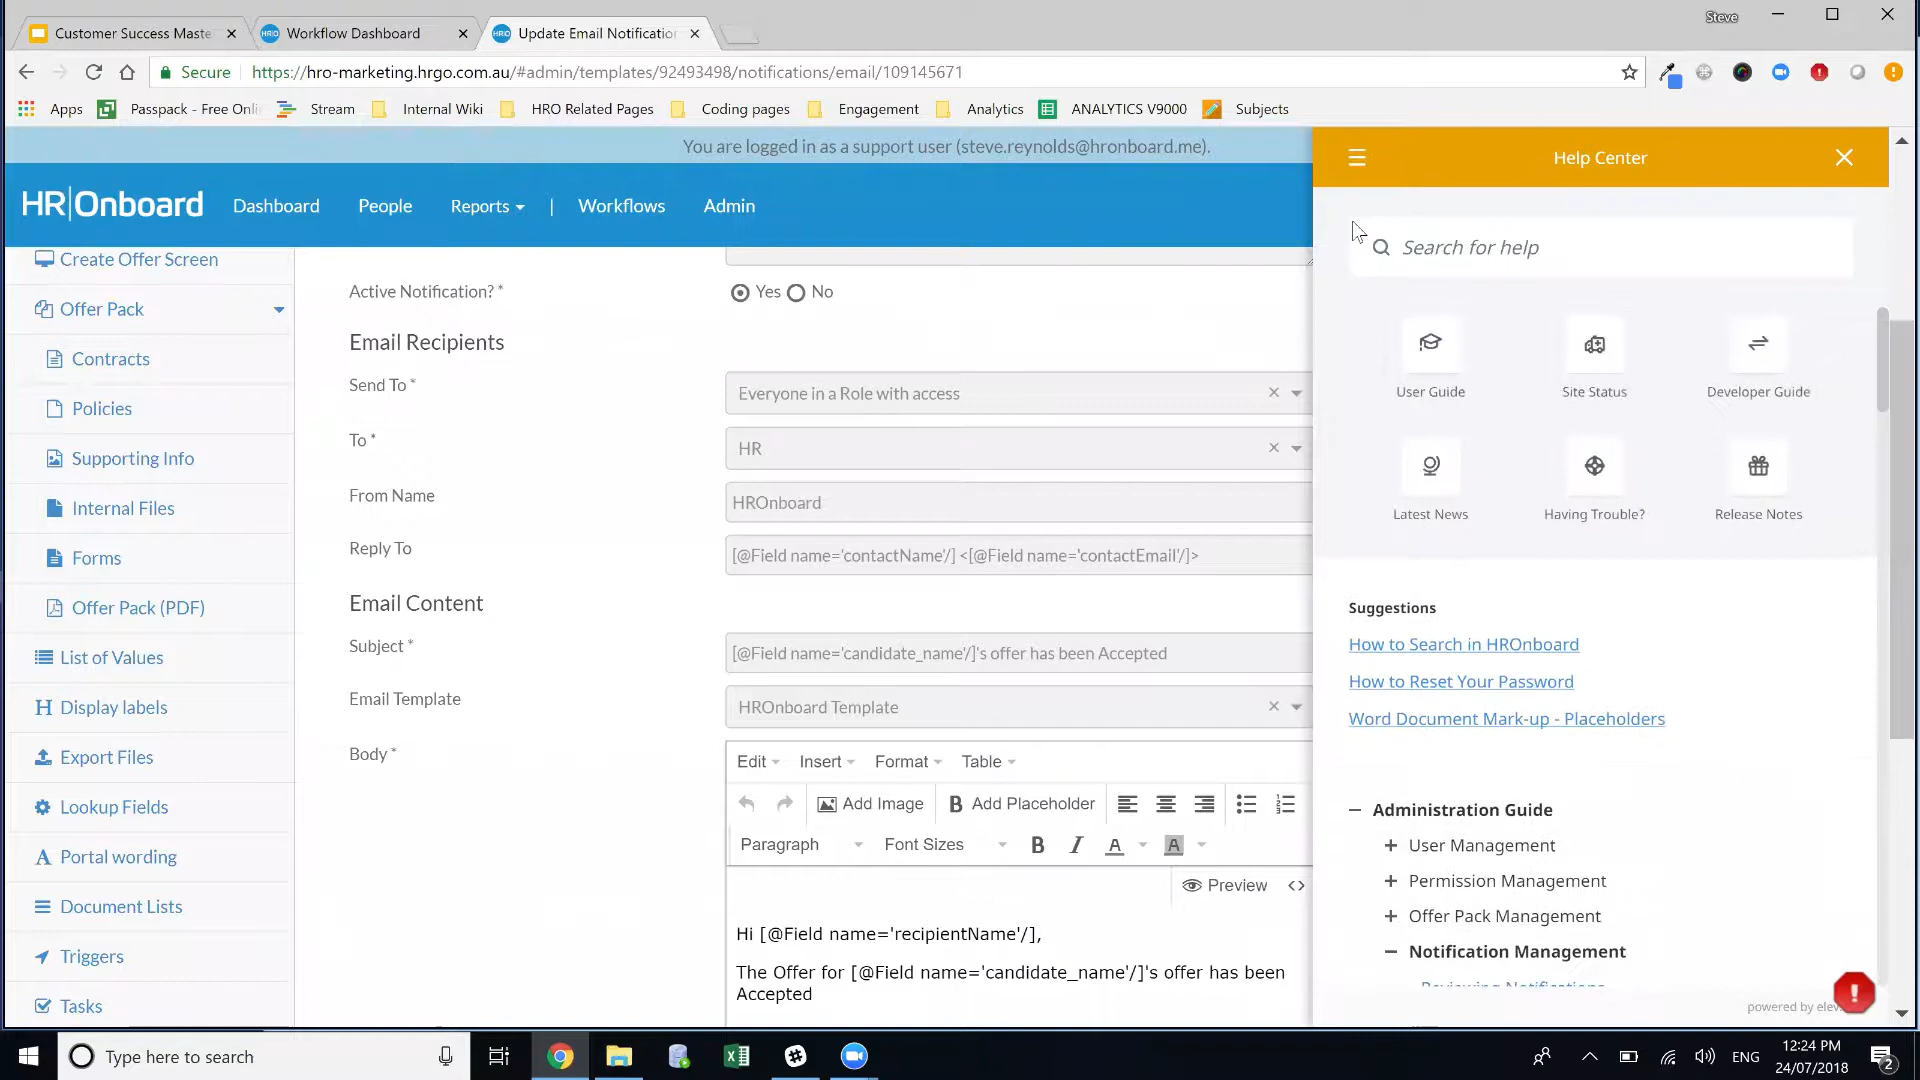 Customer Success Maste
Workflow Dashboard
Update Email Notificatio
Steve
Secure
https://hro-marketing.hrgo.com.au/#admin/templates/92493498/notifications/email/109145671
Apps
Passpack - Free Onli
Stream
Internal Wiki
HRO Related Pages
Coding pages
Engagement
Analytics
ANALYTICS V9000
Subjects
You are logged in as a support user (steve.reynolds@hronboard.me).
HR|Onboard
Dashboard
People
Reports
|
Workflows
Admin
Create Offer Screen
Offer Pack
Contracts
Policies
Supporting Info
Internal Files
Forms
Offer Pack (PDF)
List of Values
Display labels
Export Files
Lookup Fields
Portal wording
Document Lists
Triggers
Tasks
Active Notification? *
Yes
No
Email Recipients
Send To *
Everyone in a Role with access
To *
HR
From Name
HROnboard
Reply To
[@Field name='contactName'/] <[@Field name='contactEmail'/]>
Email Content
Subject *
[@Field name='candidate_name'/]'s offer has been Accepted
Email Template
HROnboard Template
Body *
Edit
Insert
Format
Table
Add Image
B Add Placeholder
Paragraph
Font Sizes
B
I
A
A
Preview
<>
Hi [@Field name='recipientName'/],
The Offer for [@Field name='candidate_name'/]'s offer has been
Accepted
Help Center
Search for help
User Guide
Site Status
Developer Guide
Latest News
Having Trouble?
Release Notes
Suggestions
How to Search in HROnboard
How to Reset Your Password
Word Document Mark-up - Placeholders
Administration Guide
User Management
Permission Management
Offer Pack Management
Notification Management
Reviewing Notifications
powered by elev
Type here to search
ENG
12:24 PM
24/07/2018
2